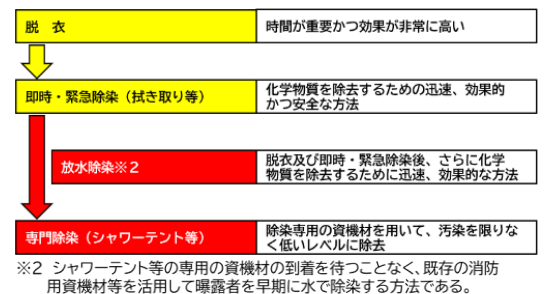 脱　衣
時間が重要かつ効果が非常に高い
即時・緊急除染（拭き取り等）
化学物質を除去するための迅速、効果的
かつ安全な方法
放水除染※２
脱衣及び即時・緊急除染後、さらに化学
物質を除去するために迅速、効果的な方法
専門除染（シャワーテント等）
除染専用の資機材を用いて、汚染を限りな
く低いレベルに除去
※２　シャワーテント等の専用の資機材の到着を待つことなく、既存の消防
用資機材等を活用して曝露者を早期に水で除染する方法である。